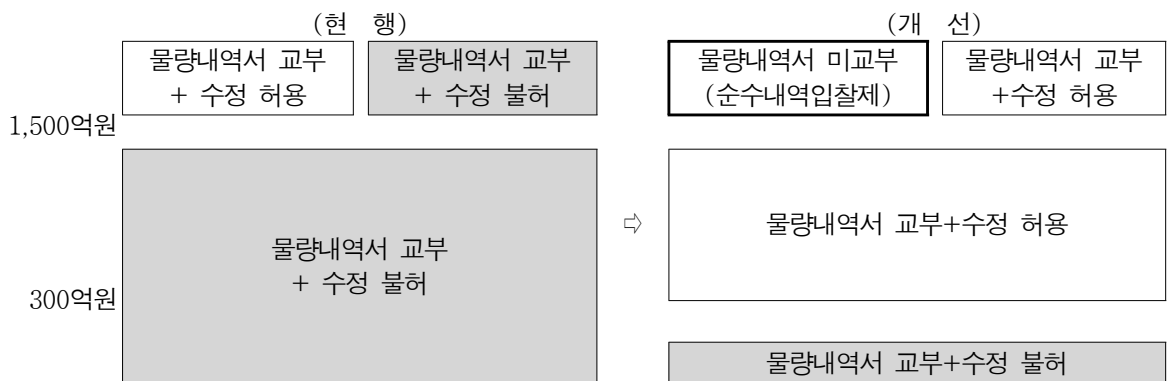 (현 행)
(개 선)
물량내역서 교부
+ 수정 허용
물량내역서 교부
+ 수정 불허
물량내역서 미교부
(순수내역입찰제)
물량내역서 교부
+수정 허용
1,500억원
물량내역서 교부
+ 수정 불허
⇨
물량내역서 교부+수정 허용
300억원
물량내역서 교부+수정 불허